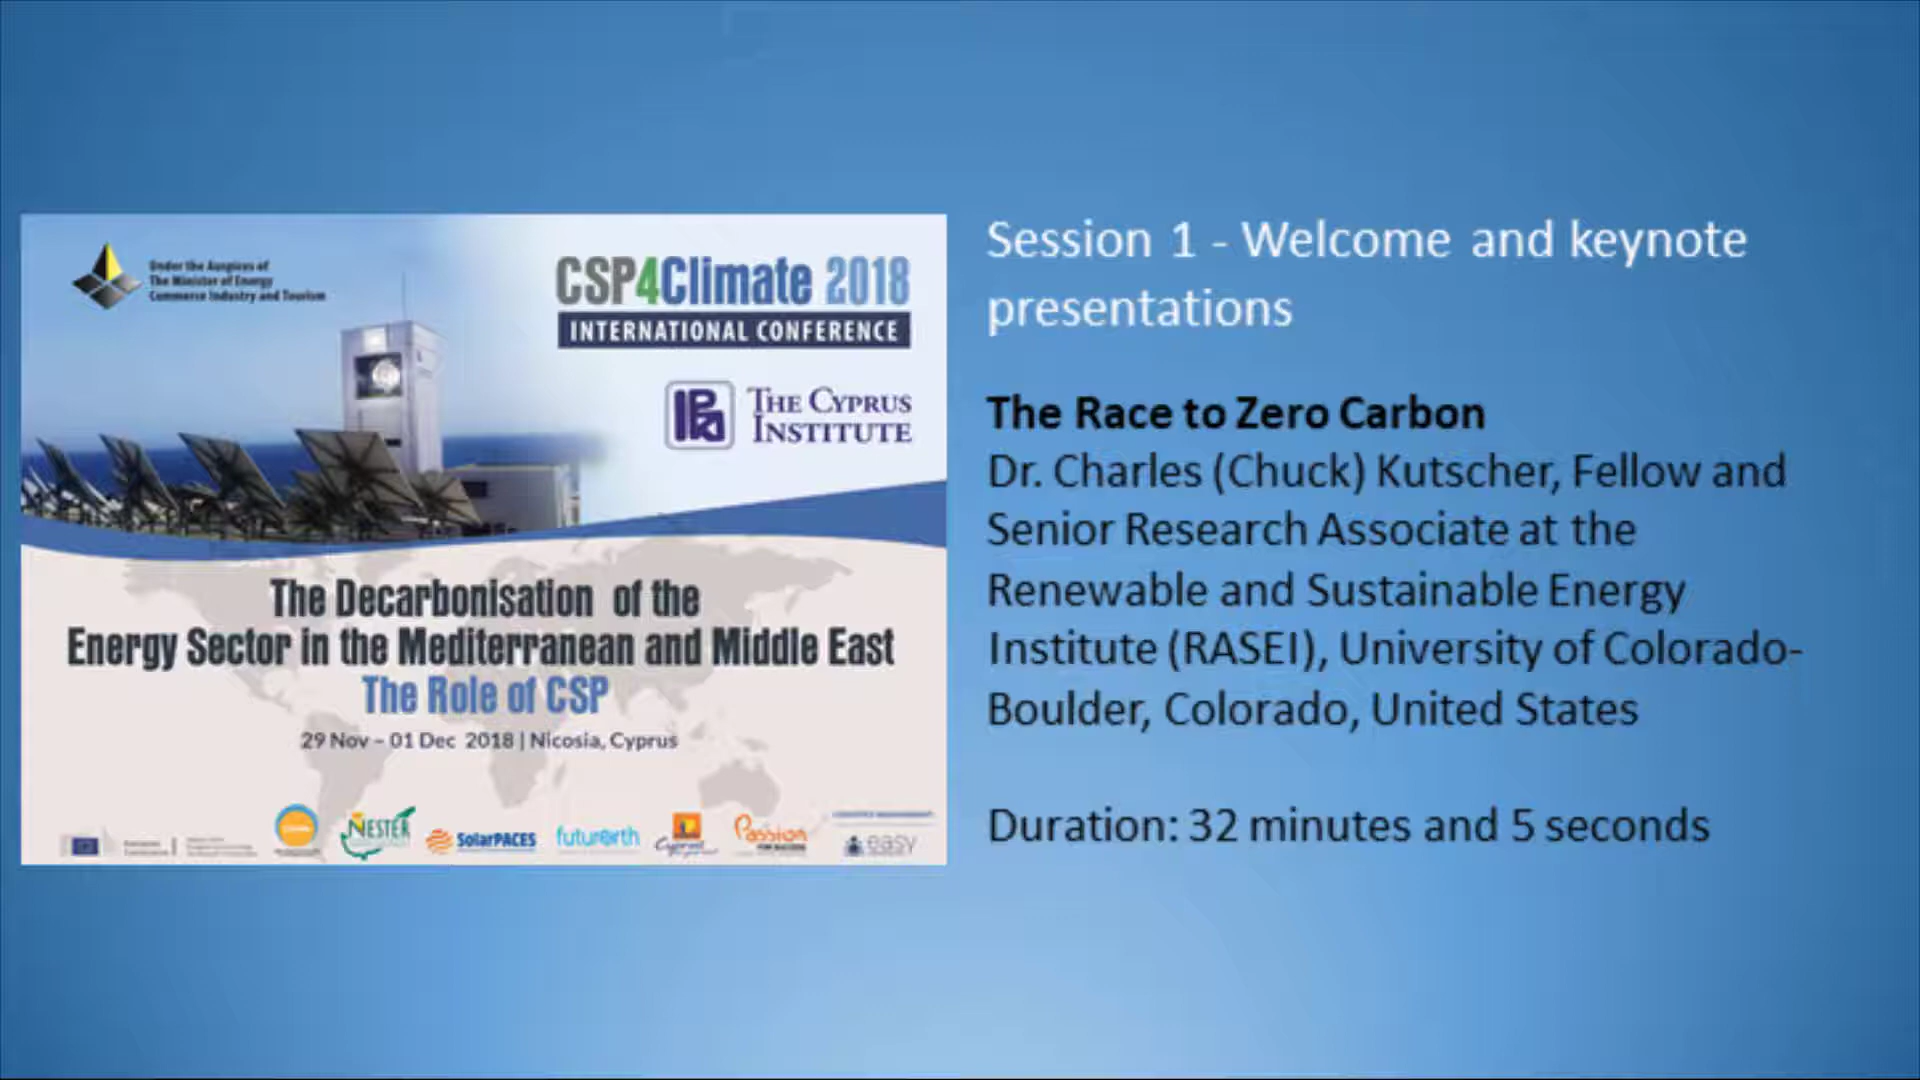 Under the Auspices of
The Minister of Energy
Commerce Industry and Tourism
CSP4Climate 2018
INTERNATIONAL CONFERENCE
THE CYPRUS
INSTITUTE
The Decarbonisation of the
Energy Sector in the Mediterranean and Middle East
The Role of CSP
29 Nov – 01 Dec 2018 | Nicosia, Cyprus
NESTER
SolarPACES
futurerth
Cyprus
Passion
easy
Session 1 - Welcome and keynote
presentations
The Race to Zero Carbon
Dr. Charles (Chuck) Kutscher, Fellow and
Senior Research Associate at the
Renewable and Sustainable Energy
Institute (RASEI), University of Colorado-
Boulder, Colorado, United States
Duration: 32 minutes and 5 seconds